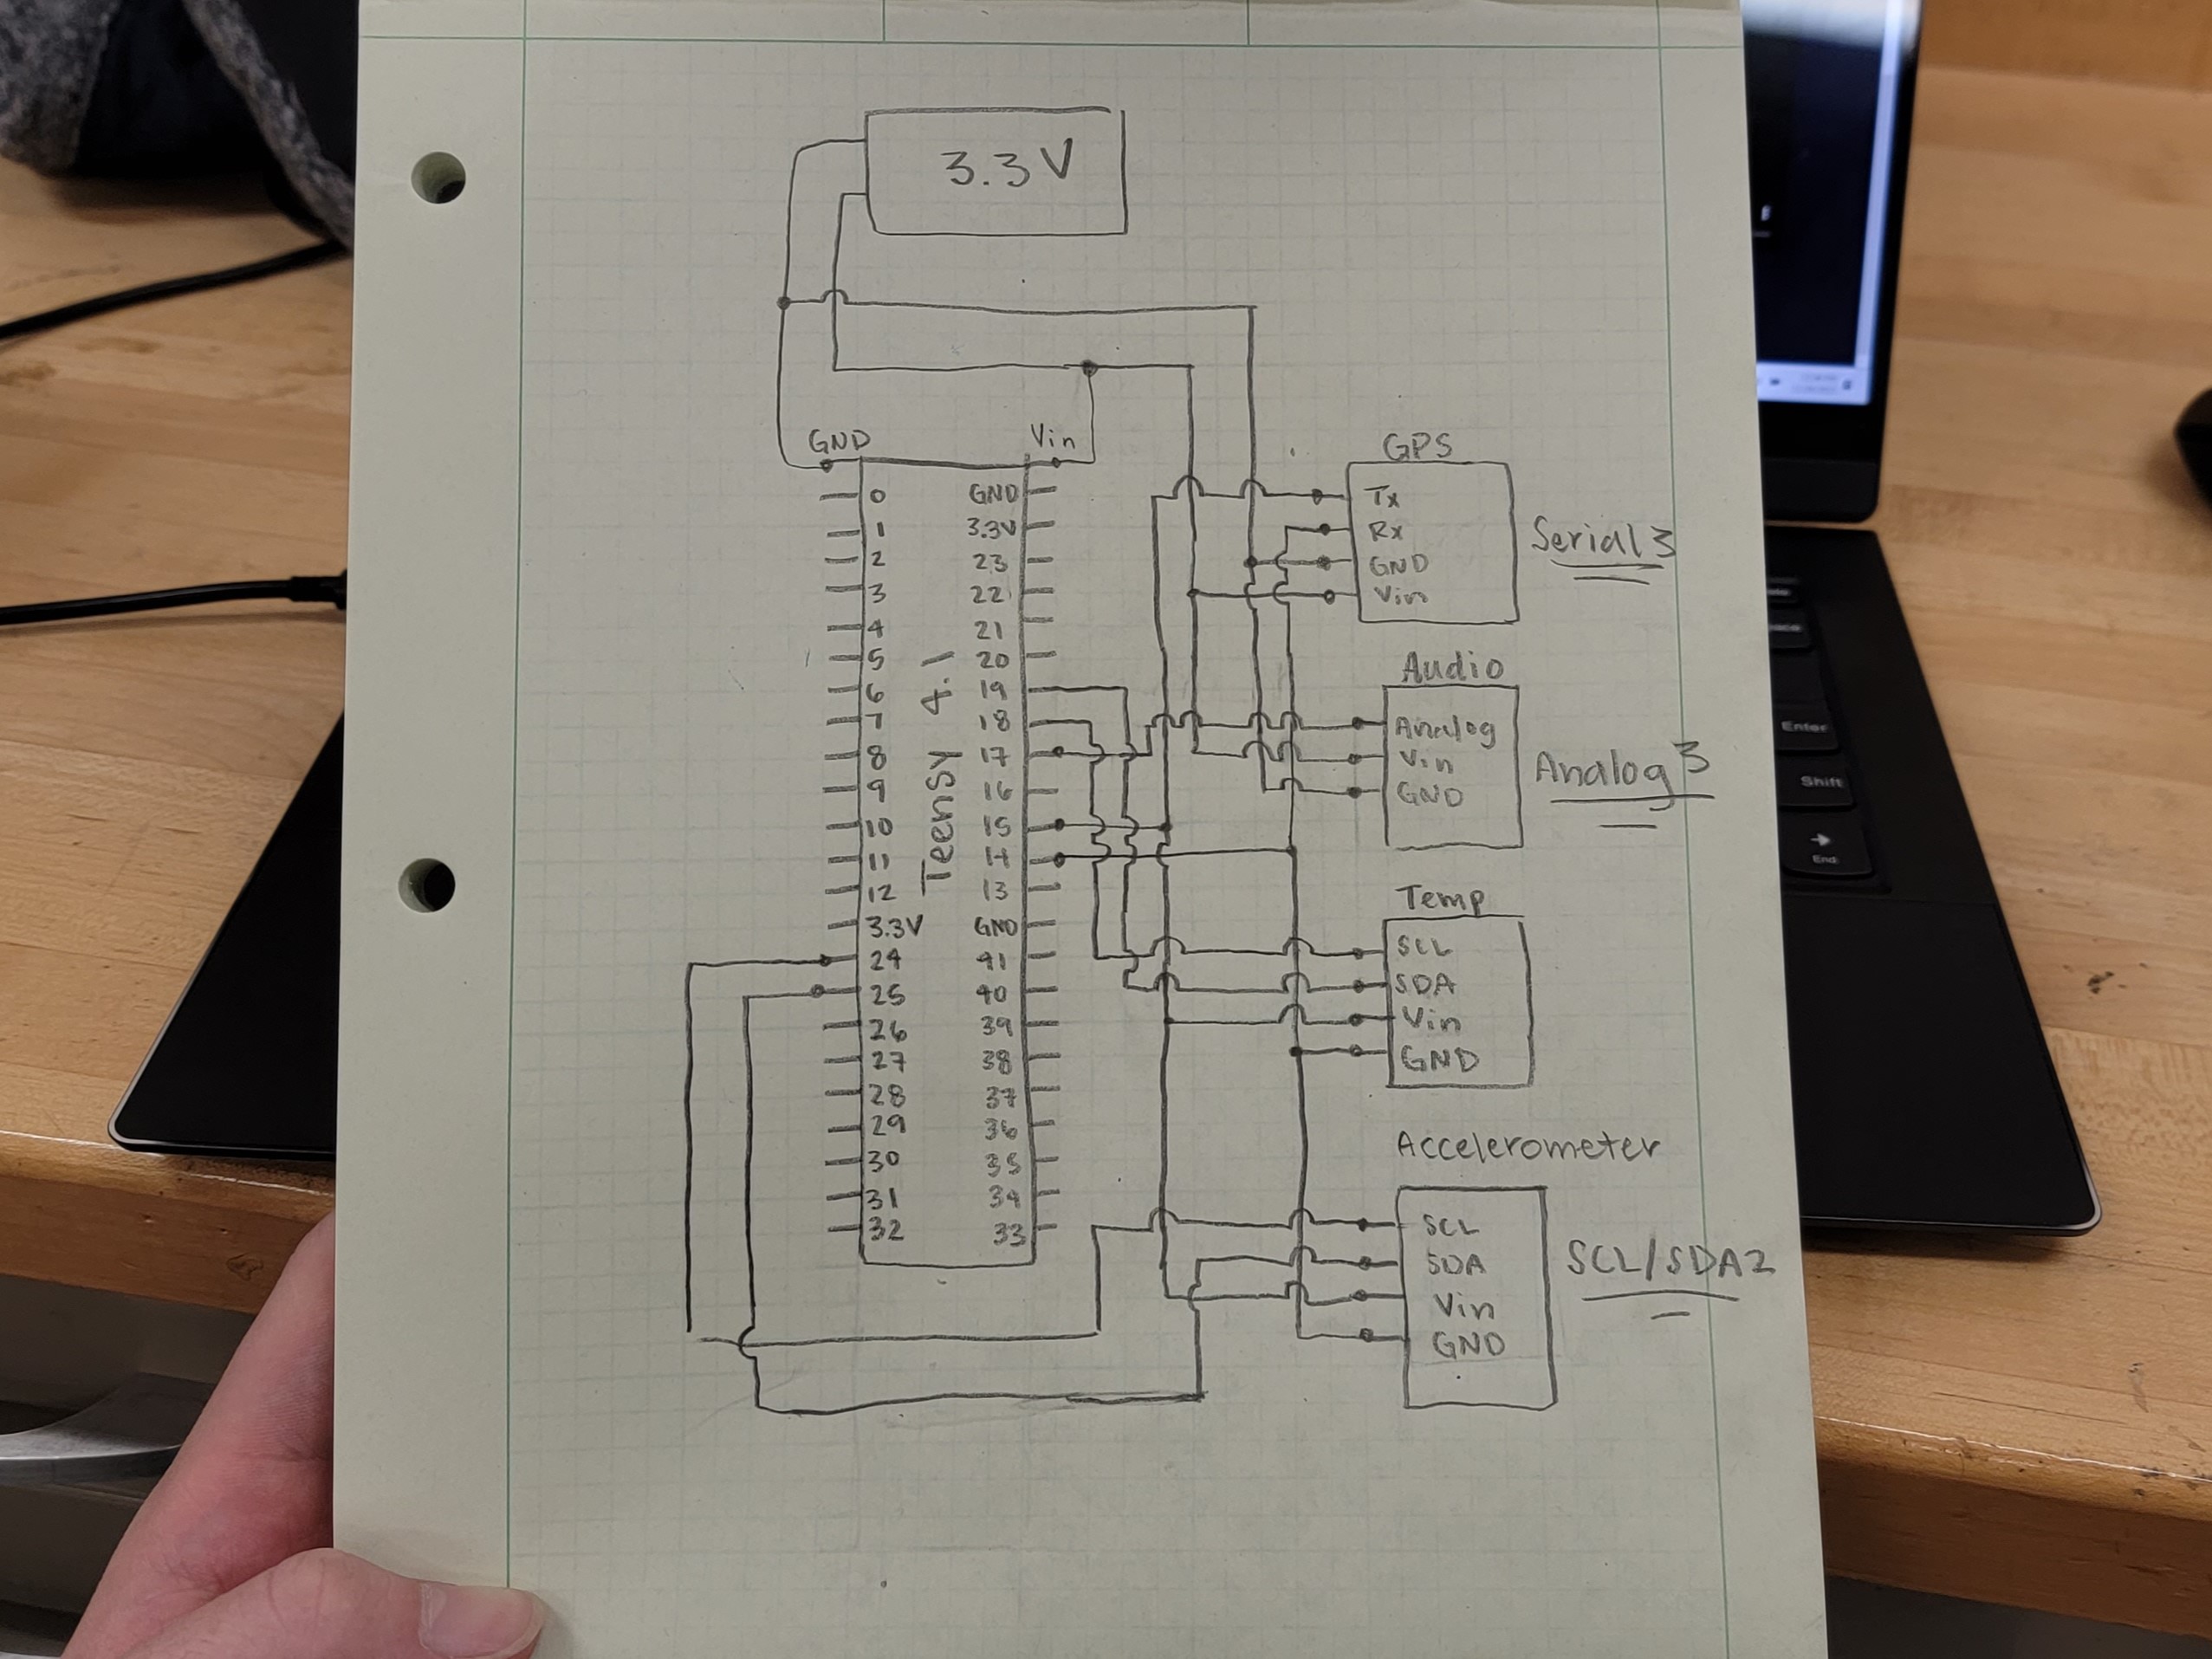 3.3V
GND
Vin
0 GND
1 3.3V
2 23
3 22
4 21
5 20
6 19
7 18
8 17
9 16
10 15
11 14
12 13
3.3V GND
24 41
25 40
26 39
27 38
28 37
29 36
30 35
31 34
32 33
Teensy 4.1
GPS
Tx
Rx
GND
Vin
Serial3
Audio
Analog
Vin
GND
Analog3
Temp
SCL
SDA
Vin
GND
Accelerometer
SCL
SDA
Vin
GND
SCL/SDA2
Enter
Shift
End